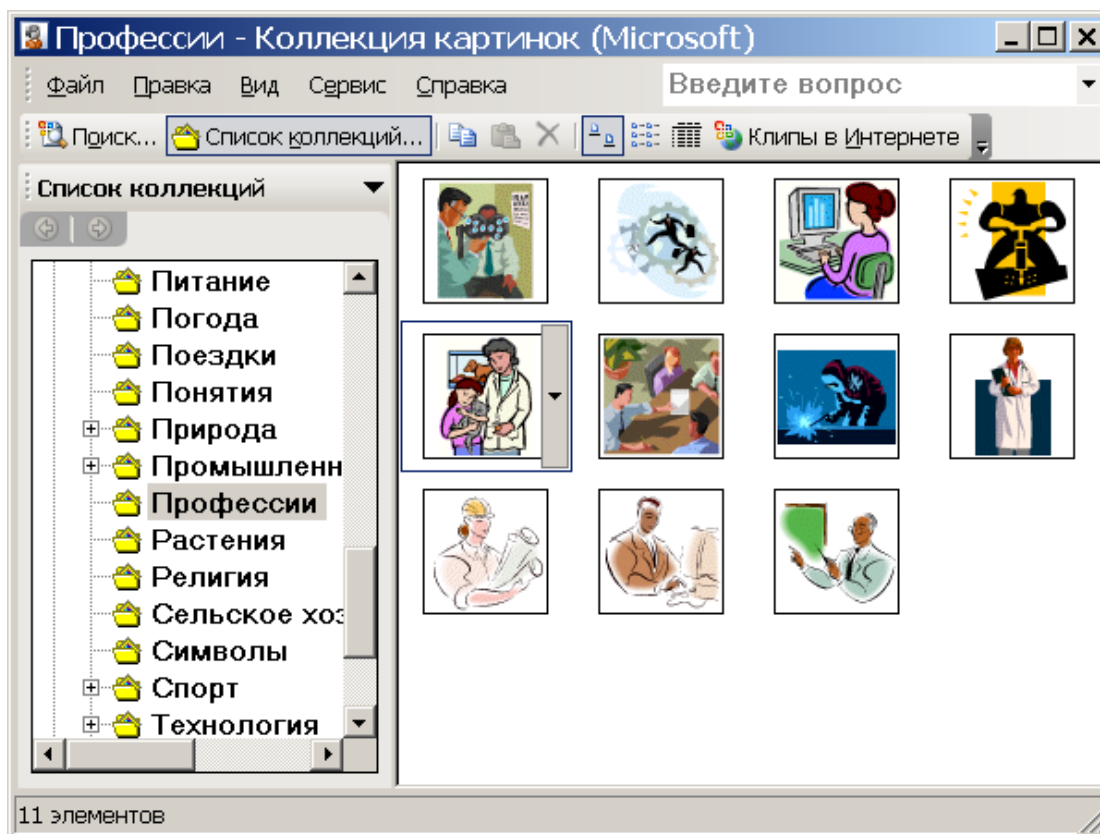 Профессии - Коллекция картинок (Microsoft)
Файл Правка Вид Сервис Справка Введите вопрос
Поиск... Список коллекций... Клипы в Интернете
Список коллекций
Питание
Погода
Поездки
Понятия
Природа
Промышленн
Профессии
Растения
Религия
Сельское хоз
Символы
Спорт
Технология
11 элементов